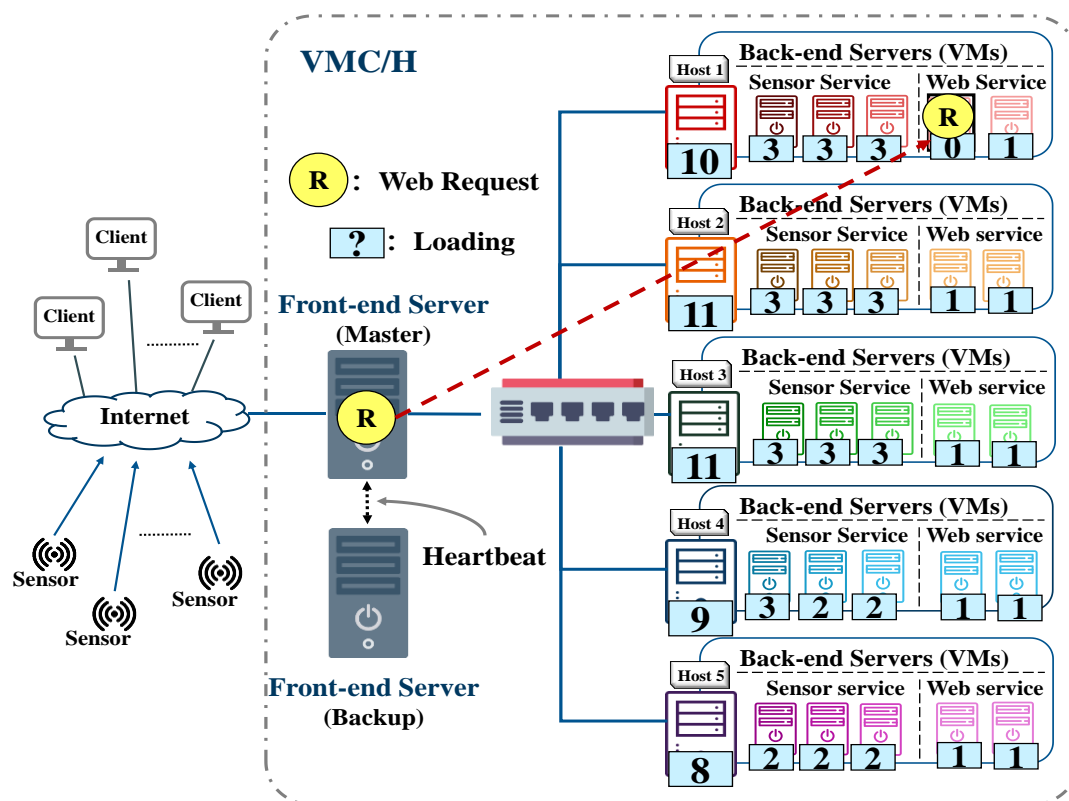 VMC/H
R : Web Request
? : Loading
Client
Client
Client
Internet
Sensor
Sensor
Sensor
Front-end Server
(Master)
R
Heartbeat
Front-end Server
(Backup)
Host 1
10
Back-end Servers (VMs)
Sensor Service
Web Service
R
3 3 3 0 1
Host 2
11
Back-end Servers (VMs)
Sensor Service
Web service
3 3 3 1 1
Host 3
11
Back-end Servers (VMs)
Sensor Service
Web service
3 3 3 1 1
Host 4
9
Back-end Servers (VMs)
Sensor Service
Web service
3 2 2 1 1
Host 5
8
Back-end Servers (VMs)
Sensor service
Web service
2 2 2 1 1